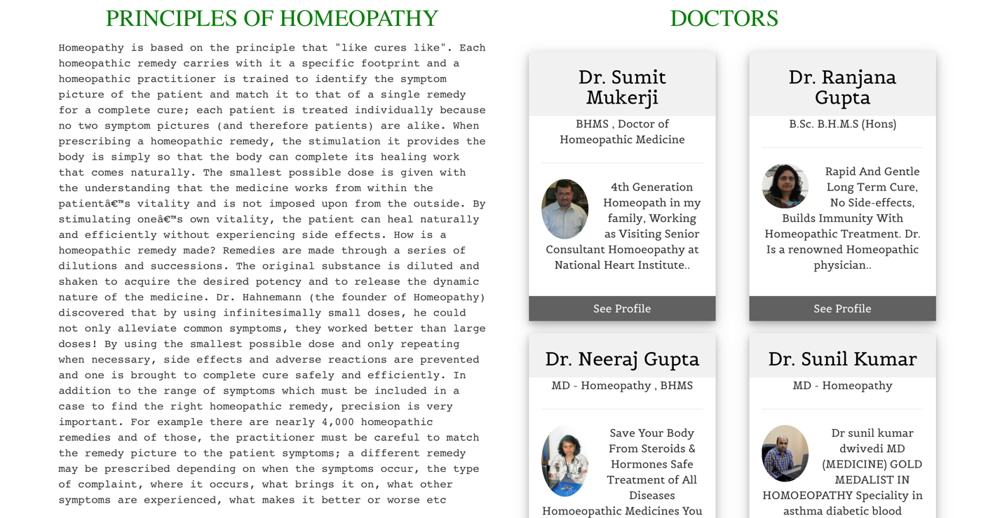 PRINCIPLES OF HOMEOPATHY
Homeopathy is based on the principle that "like cures like". Each
homeopathic remedy carries with it a specific footprint and a
homeopathic practitioner is trained to identify the symptom
picture of the patient and match it to that of a single remedy
for a complete cure; each patient is treated individually because
no two symptom pictures (and therefore patients) are alike. When
prescribing a homeopathic remedy, the stimulation it provides the
body is simply so that the body can complete its healing work
that comes naturally. The smallest possible dose is given with
the understanding that the medicine works from within the
patientâ€™s vitality and is not imposed upon from the outside. By
stimulating oneâ€™s own vitality, the patient can heal naturally
and efficiently without experiencing side effects. How is a
homeopathic remedy made? Remedies are made through a series of
dilutions and successions. The original substance is diluted and
shaken to acquire the desired potency and to release the dynamic
nature of the medicine. Dr. Hahnemann (the founder of Homeopathy)
discovered that by using infinitesimally small doses, he could
not only alleviate common symptoms, they worked better than large
doses! By using the smallest possible dose and only repeating
when necessary, side effects and adverse reactions are prevented
and one is brought to complete cure safely and efficiently. In
addition to the range of symptoms which must be included in a
case to find the right homeopathic remedy, precision is very
important. For example there are nearly 4,000 homeopathic
remedies and of those, the practitioner must be careful to match
the remedy picture to the patient symptoms; a different remedy
may be prescribed depending on when the symptoms occur, the type
of complaint, where it occurs, what brings it on, what other
symptoms are experienced, what makes it better or worse etc
DOCTORS
Dr. Sumit
Mukerji
BHMS , Doctor of
Homeopathic Medicine
4th Generation
Homeopath in my
family, Working
as Visiting Senior
Consultant Homoeopathy at
National Heart Institute..
See Profile
Dr. Ranjana
Gupta
B.Sc. B.H.M.S (Hons)
Rapid And Gentle
Long Term Cure,
No Side-effects,
Builds Immunity With
Homeopathic Treatment. Dr.
Is a renowned Homeopathic
physician..
See Profile
Dr. Neeraj Gupta
MD - Homeopathy , BHMS
Save Your Body
From Steroids &
Hormones Safe
Treatment of All
Diseases
Homoeopathic Medicines You
Dr. Sunil Kumar
MD - Homeopathy
Dr sunil kumar
dwivedi MD
(MEDICINE) GOLD
MEDALIST IN
HOMOEOPATHY Speciality in
asthma diabetic blood